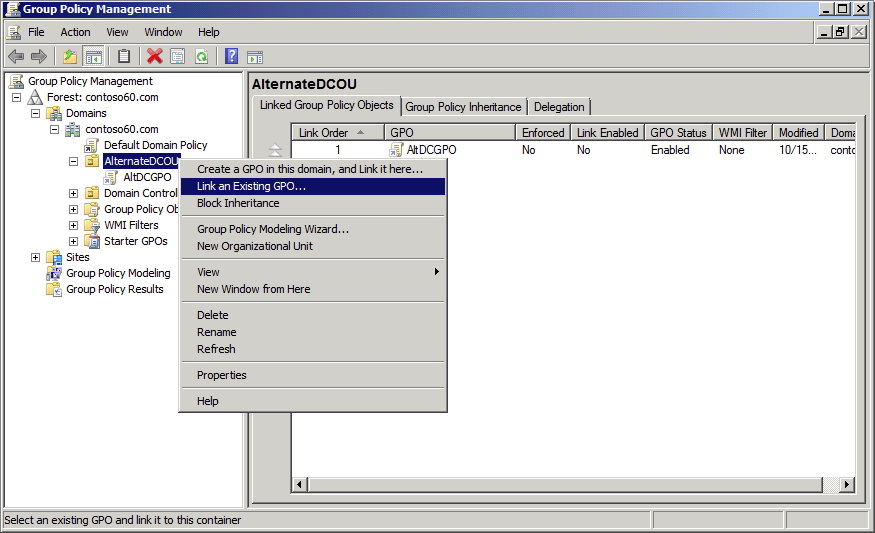 Group Policy Management
File Action View Window Help
Group Policy Management
Forest: contoso60.com
Domains
contoso60.com
Default Domain Policy
AlternateDCOU
AltDCGPO
Domain Control
Group Policy Ob
WMI Filters
Starter GPOs
Sites
Group Policy Modeling
Group Policy Results
AlternateDCOU
Linked Group Policy Objects Group Policy Inheritance Delegation
Link Order GPO Enforced Link Enabled GPO Status WMI Filter Modified Doma
1 AltDCGPO No No Enabled None 10/15... conto
Create a GPO in this domain, and Link it here...
Link an Existing GPO...
Block Inheritance
Group Policy Modeling Wizard...
New Organizational Unit
View
New Window from Here
Delete
Rename
Refresh
Properties
Help
Select an existing GPO and link it to this container